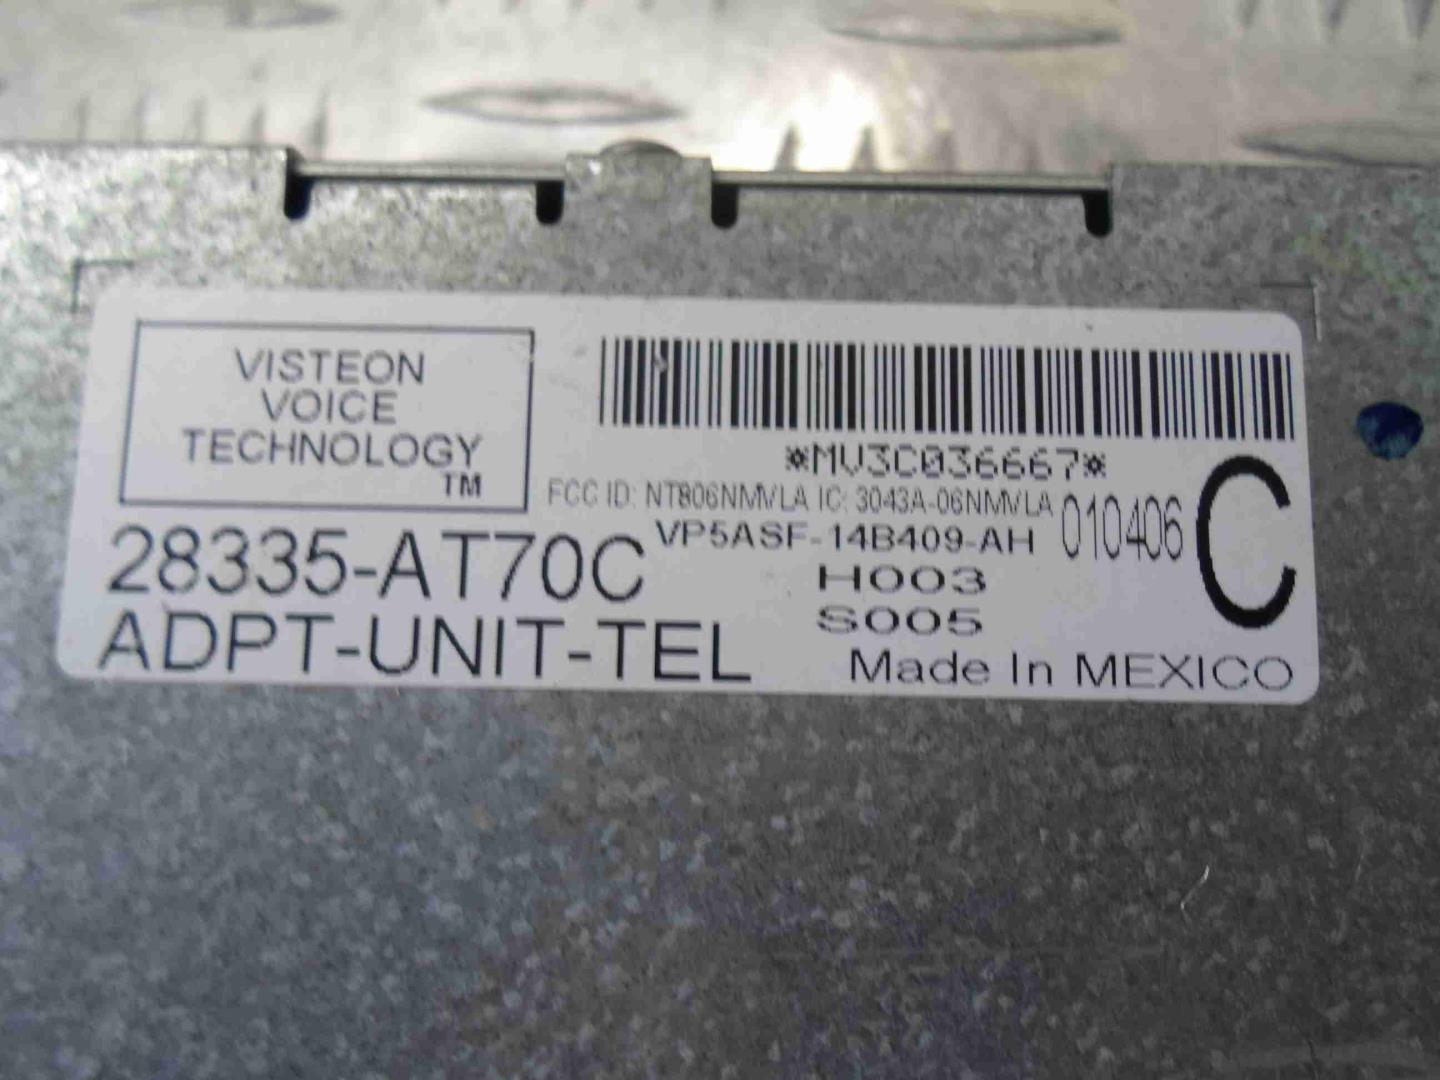 VISTEON
VOICE
TECHNOLOGY
TM
*MV3C036667*
FCC ID: NT806NMVLA IC: 3043A-06NMVLA
28335-AT70C
VP5ASF-14B409-AH
010406
C
H003
ADPT-UNIT-TEL
S005
Made In MEXICO